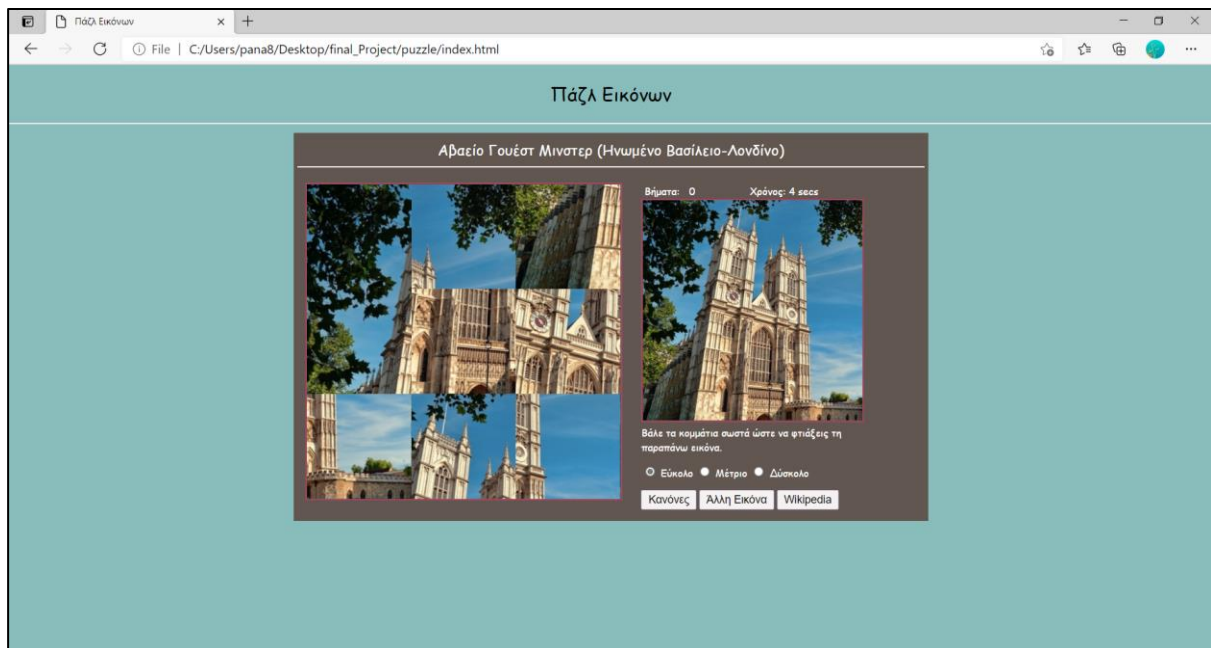 Πάζλ Εικόνων
File | C:/Users/pana8/Desktop/final_Project/puzzle/index.html
Πάζλ Εικόνων
Αβαείο Γουέστ Μινστερ (Ηνωμένο Βασίλειο-Λονδίνο)
Βήματα: 0 Χρόνος: 4 secs
Βάλε τα κομμάτια σωστά ώστε να φτιάξεις τη
παραπάνω εικόνα.
Εύκολο Μέτριο Δύσκολο
Κανόνες Άλλη Εικόνα Wikipedia